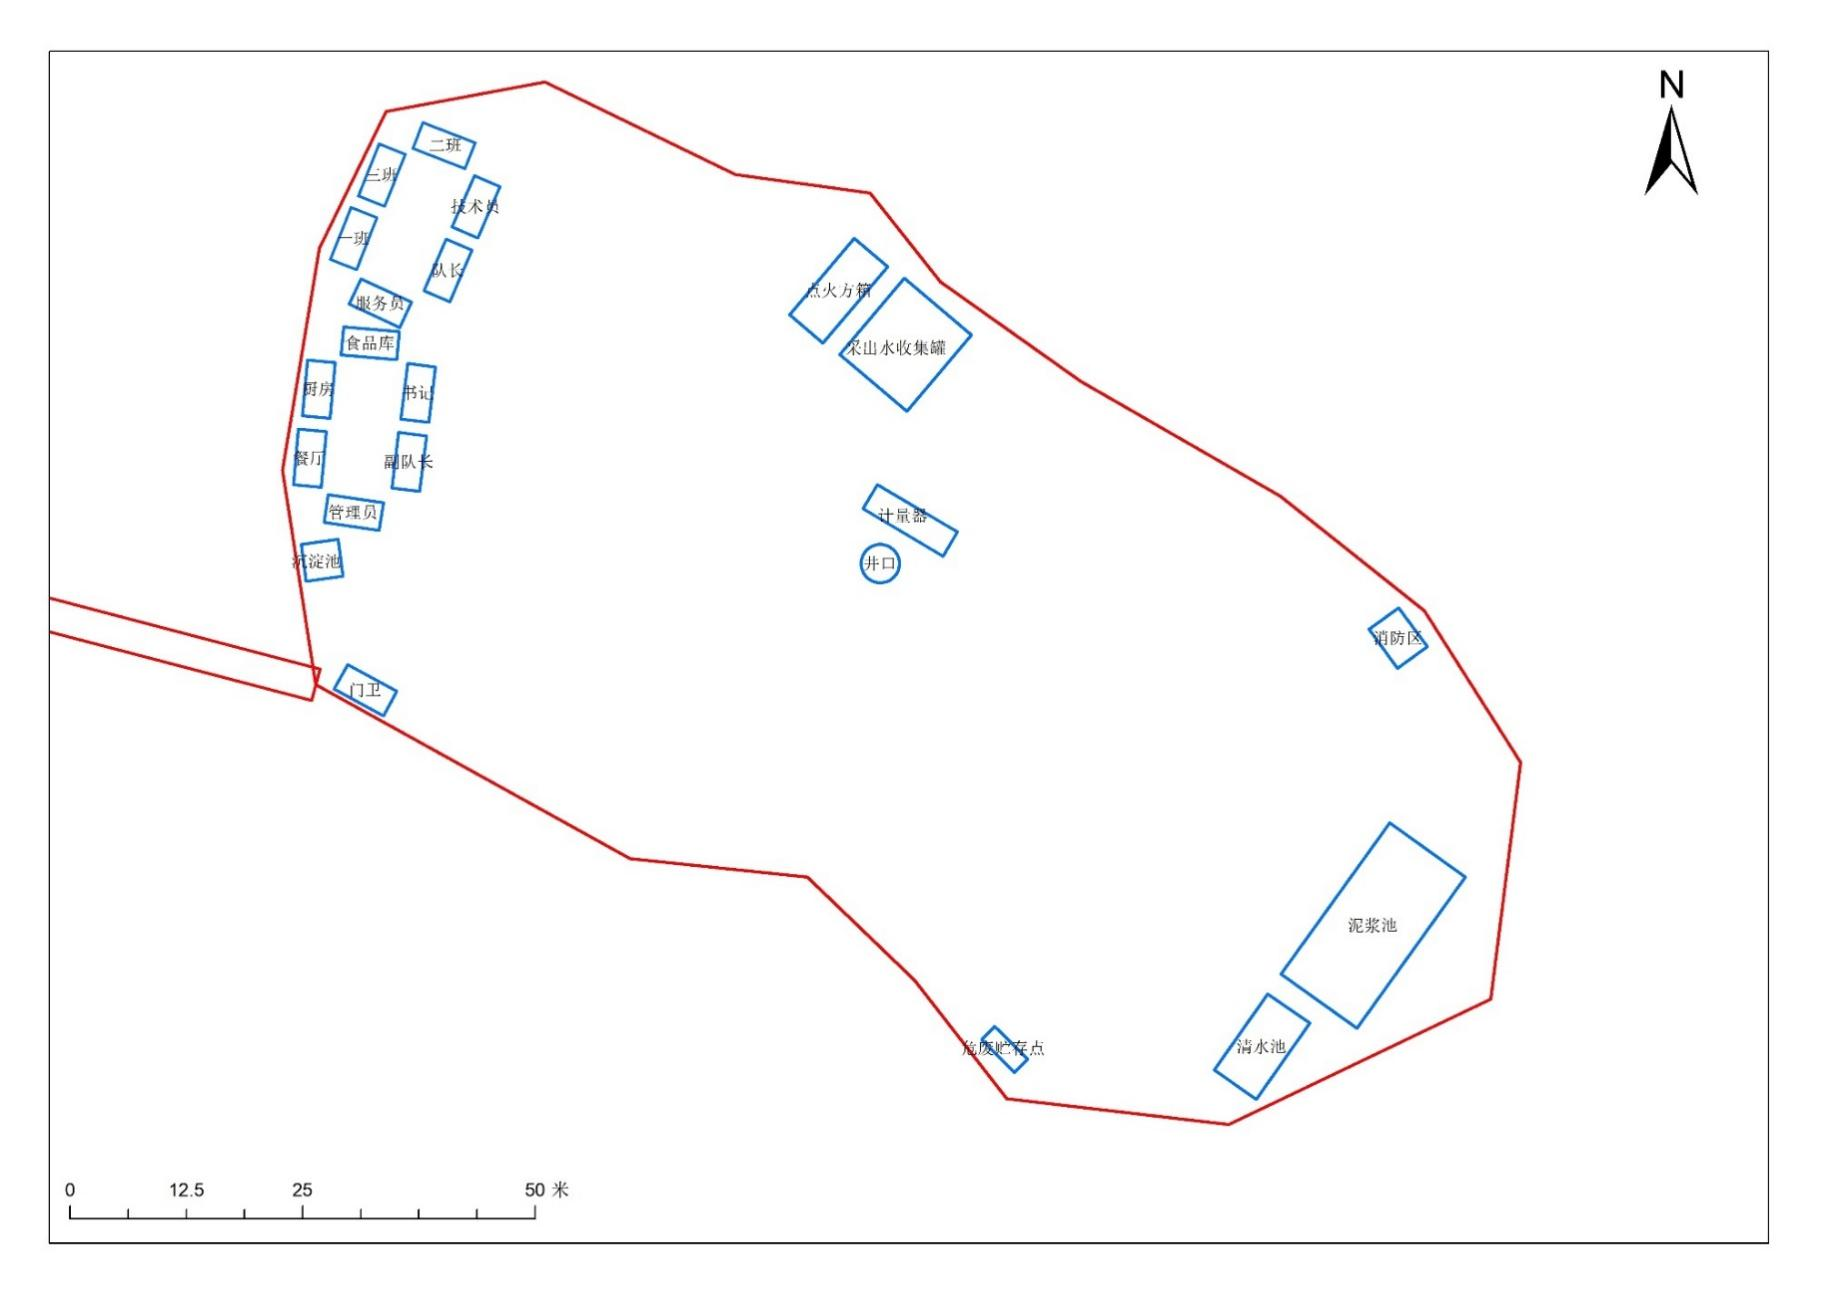 N
二班
三班
技术员
一班
队长
服务员
点火方箱
食品库
采出水收集罐
厨房
书记
餐厅
副队长
管理员
计量器
沉淀池
井口
消防区
门卫
泥浆池
清水池
危废贮存点
0 12.5 25 50 米